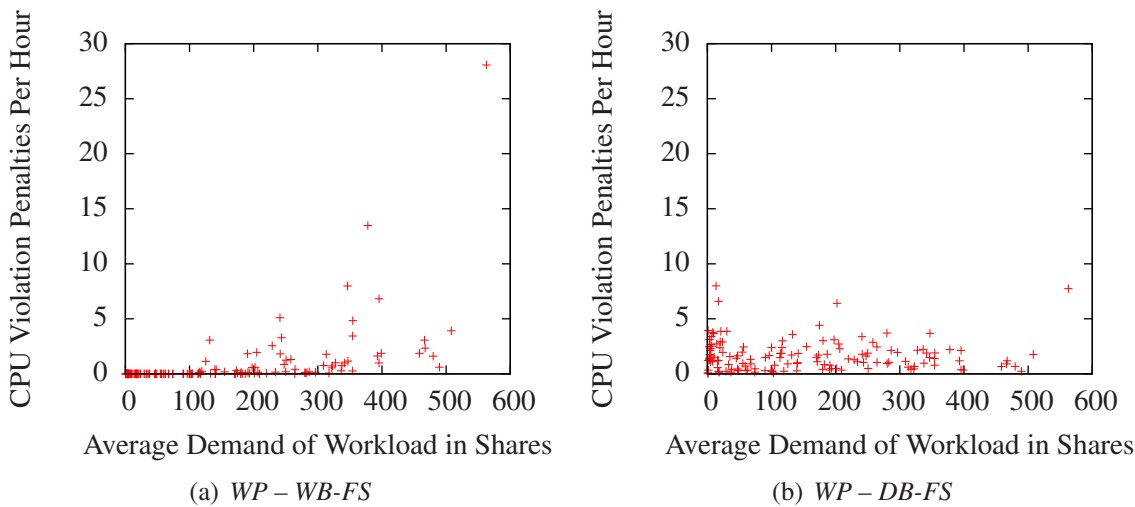 CPU Violation Penalties Per Hour
30
25
20
15
10
5
0
0 100 200 300 400 500 600
Average Demand of Workload in Shares
(a) WP – WB-FS
CPU Violation Penalties Per Hour
30
25
20
15
10
5
0
0 100 200 300 400 500 600
Average Demand of Workload in Shares
(b) WP – DB-FS